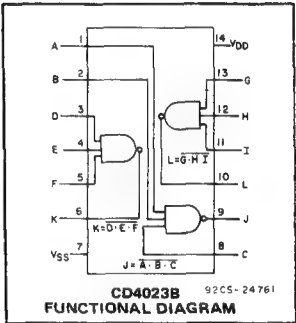 A 1
B 2
D 3
E 4
F 5
K 6
VSS 7
14 VDD
13 G
12 H
11 I
10 L
9 J
8 C
L=G·H·I
K=D·E·F
J=A·B·C
CD4023B
92CS-24761
FUNCTIONAL DIAGRAM